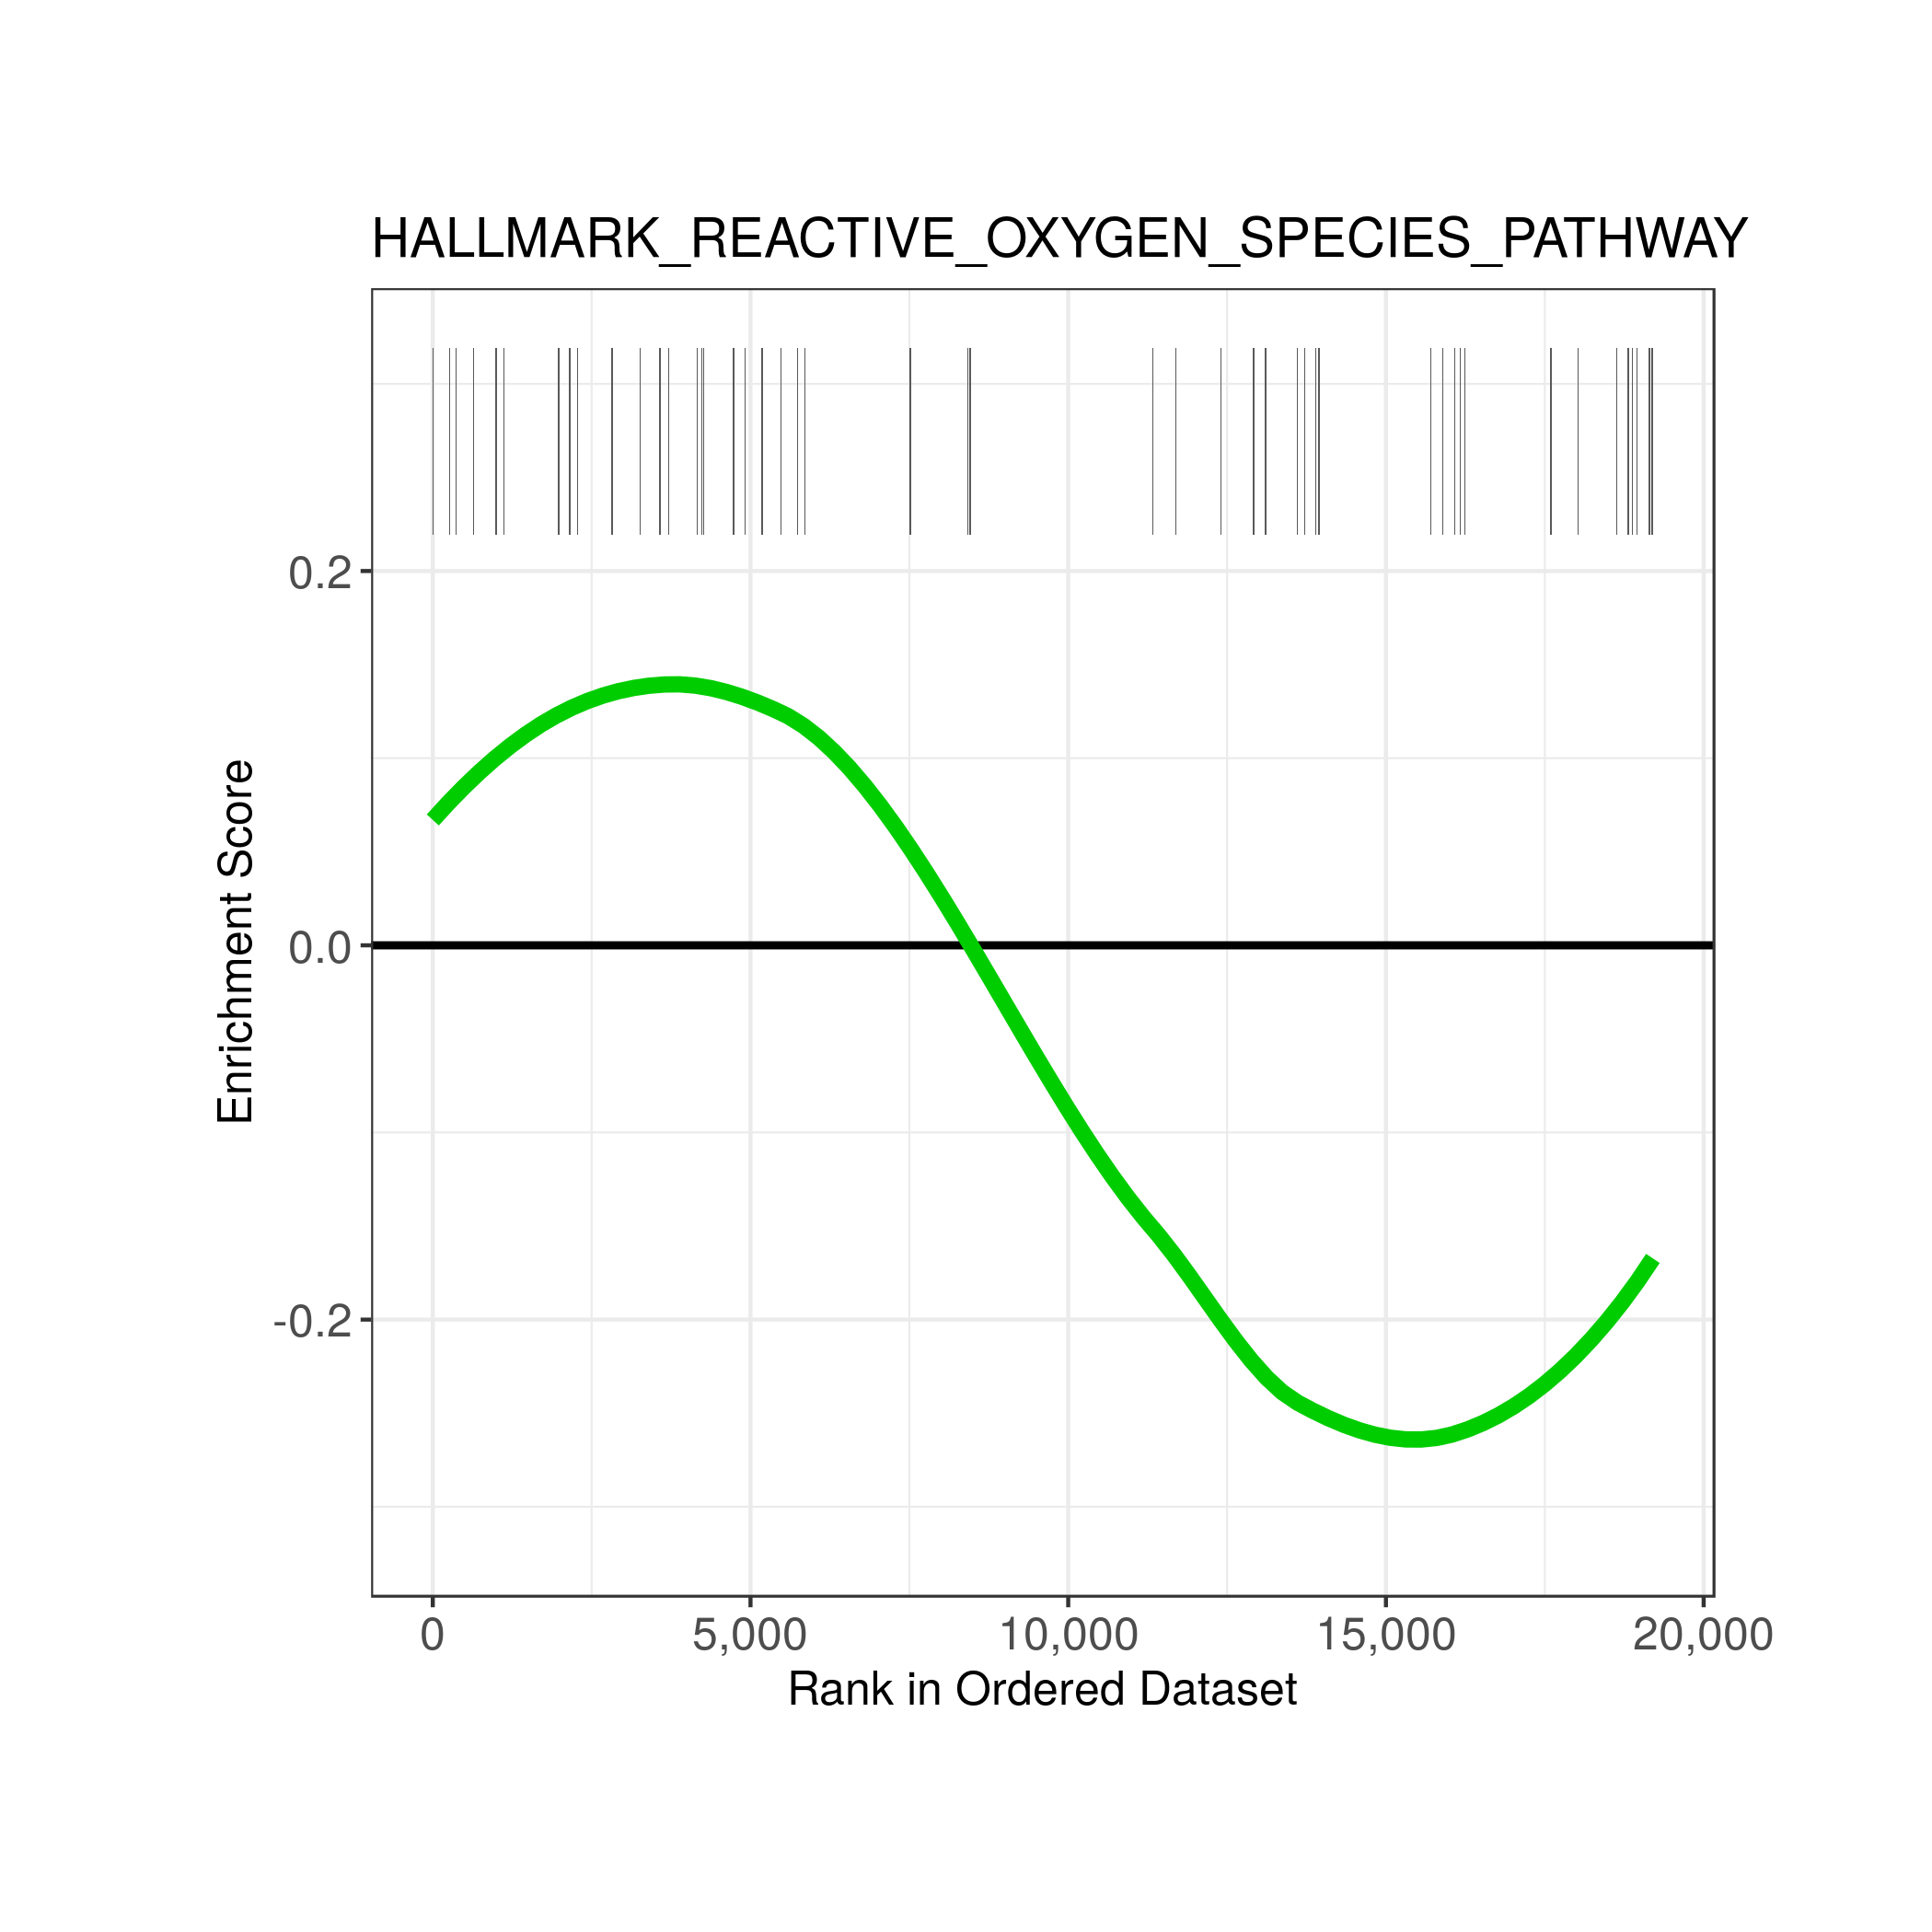 HALLMARK_REACTIVE_OXYGEN_SPECIES_PATHWAY
Enrichment Score
0.2
0.0
-0.2
0 5,000 10,000 15,000 20,000
Rank in Ordered Dataset